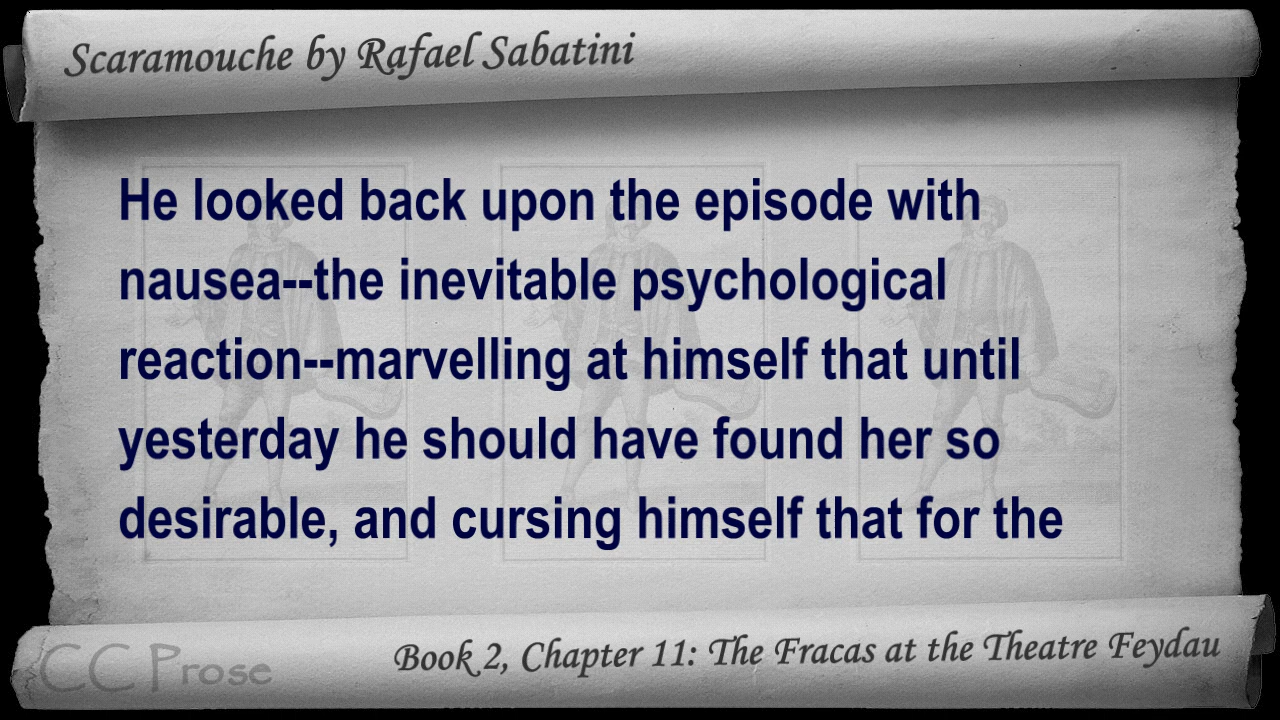 Scaramouche by Rafael Sabatini
He looked back upon the episode with
nausea--the inevitable psychological
reaction--marvelling at himself that until
yesterday he should have found her so
desirable, and cursing himself that for the
CC Prose
Book 2, Chapter 11: The Fracas at the Theatre Feydau